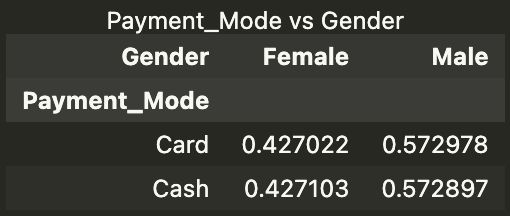 Payment_Mode vs Gender
Gender Female Male
Payment_Mode
Card 0.427022 0.572978
Cash 0.427103 0.572897